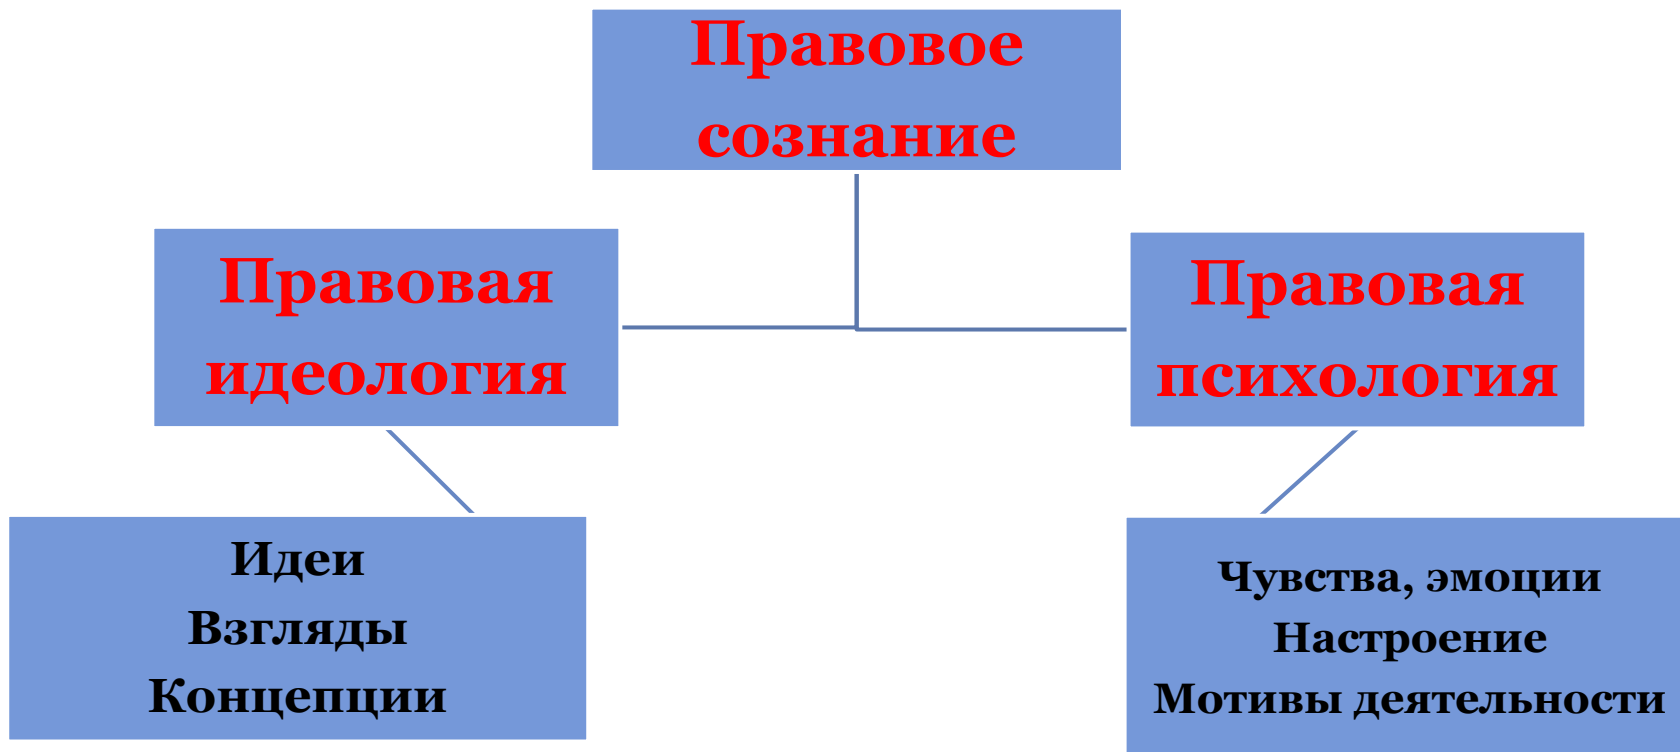 Правовое
сознание
Правовая
идеология
Правовая
психология
Идеи
Взгляды
Концепции
Чувства, эмоции
Настроение
Мотивы деятельности